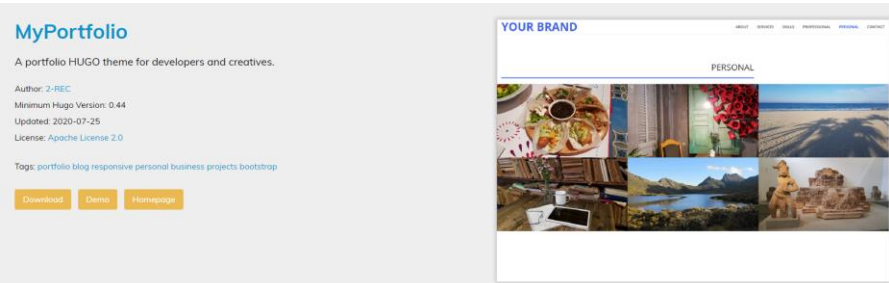 MyPortfolio
A portfolio HUGO theme for developers and creatives.
Author: 2-REC
Minimum Hugo Version: 0.44
Updated: 2020-07-25
License: Apache License 2.0
Tags: portfolio blog responsive personal business projects bootstrap
Download Demo Homepage
YOUR BRAND
ABOUT SERVICES SKILLS PROFESSIONAL PERSONAL CONTACT
PERSONAL